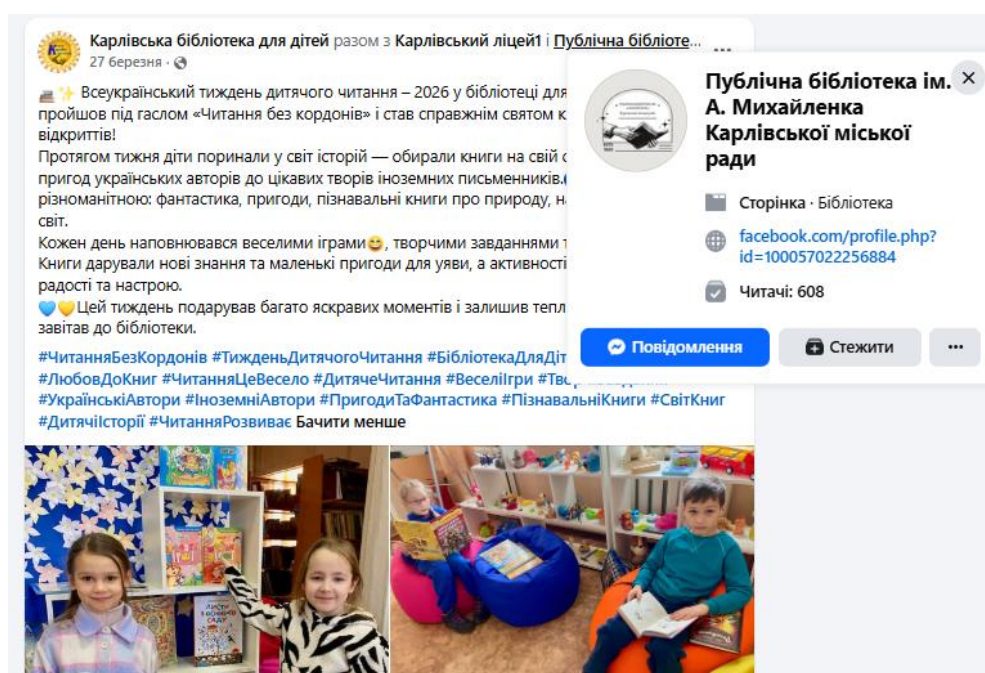 Карлівська бібліотека для дітей разом з Карлівський ліцей1 і Публічна бібліоте...
27 березня ·
Всеукраїнський тиждень дитячого читання – 2026 у бібліотеці для
пройшов під гаслом «Читання без кордонів» і став справжнім святом к
відкриттів!
Протягом тижня діти поринали у світ історій — обирали книги на свій
пригод українських авторів до цікавих творів іноземних письменників.
різноманітною: фантастика, пригоди, пізнавальні книги про природу,
світ.
Кожен день наповнювався веселими іграми😄, творчими завданнями
Книги дарували нові знання та маленькі пригоди для уяви, а активності
радості та настрою.
💙💛Цей тиждень подарував багато яскравих моментів і залишив тепл
завітав до бібліотеки.
#ЧитанняБезКордонів #ТижденьДитячогоЧитання #БібліотекаДляДіт
#ЛюбовДоКниг #ЧитанняЦеВесело #ДитячеЧитання #ВеселіІгри #Твор
#УкраїнськіАвтори #ІноземніАвтори #ПригодиТаФантастика #ПізнавальніКниги #СвітКниг
#ДитячіІсторії #ЧитанняРозвиває Бачити менше
Публічна бібліотека ім.
А. Михайленка
Карлівської міської
ради
Сторінка · Бібліотека
facebook.com/profile.php?
id=100057022256884
Читачі: 608
Повідомлення
Стежити
ЛИСТИ